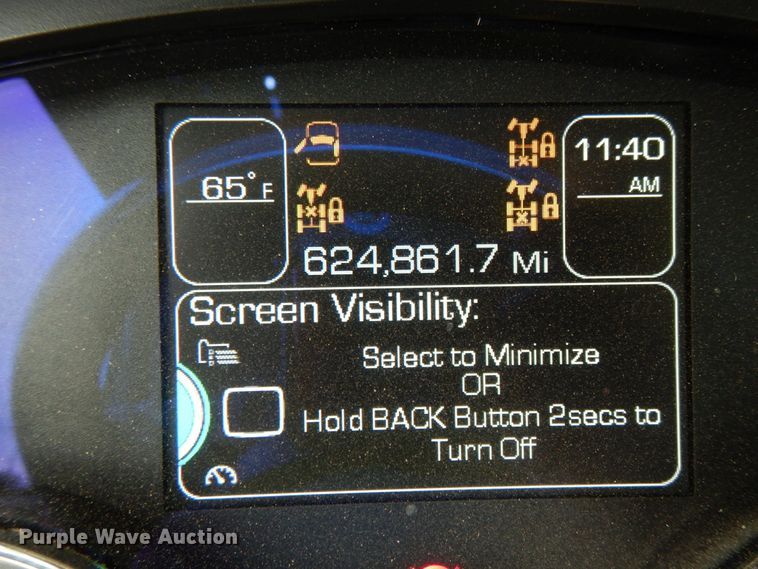 65°F
11:40
AM
624,861.7 Mi
Screen Visibility:
Select to Minimize
OR
Hold BACK Button 2secs to
Turn Off
Purple Wave Auction